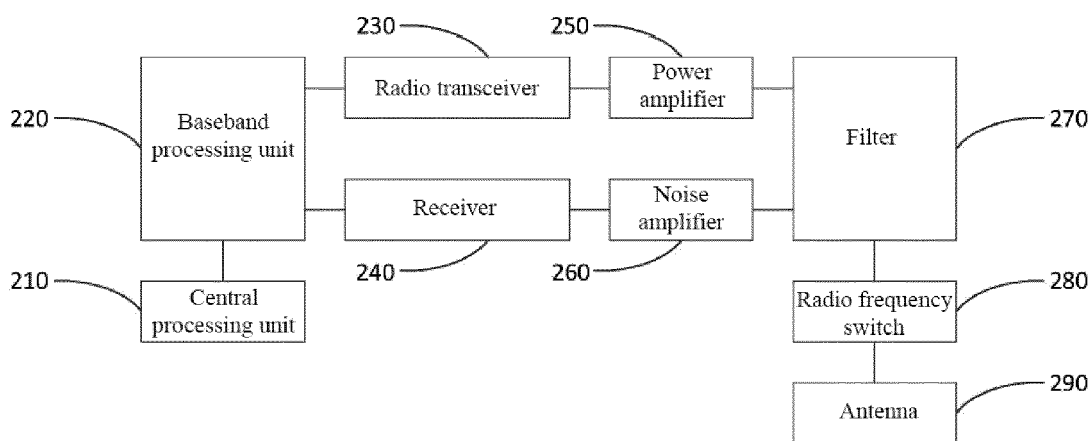 230
250
Radio transceiver
Power
amplifier
220
Baseband
processing unit
Filter
270
Receiver
Noise
amplifier
240
260
210
Central
processing unit
Radio frequency
switch
280
Antenna
290